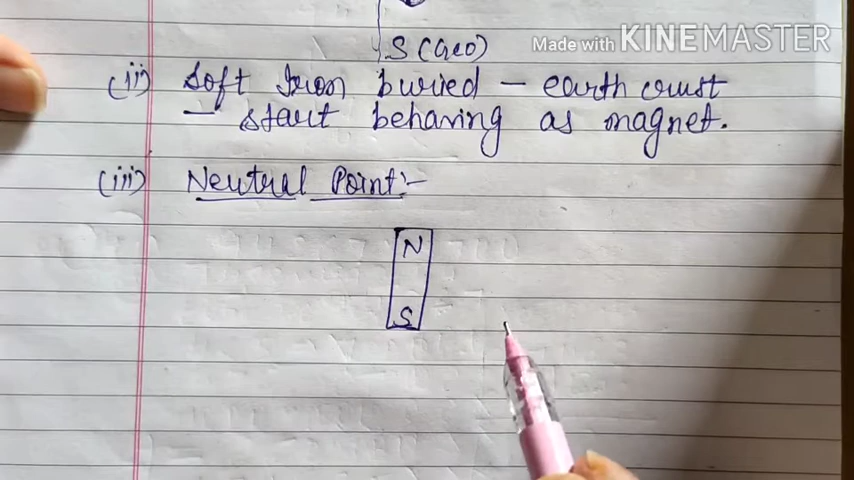 S (Geo)
Made with KINEMASTER
(ii) Soft Iron buried - earth crust
- start behaving as magnet.
(iii) Neutral Point:-
N
S